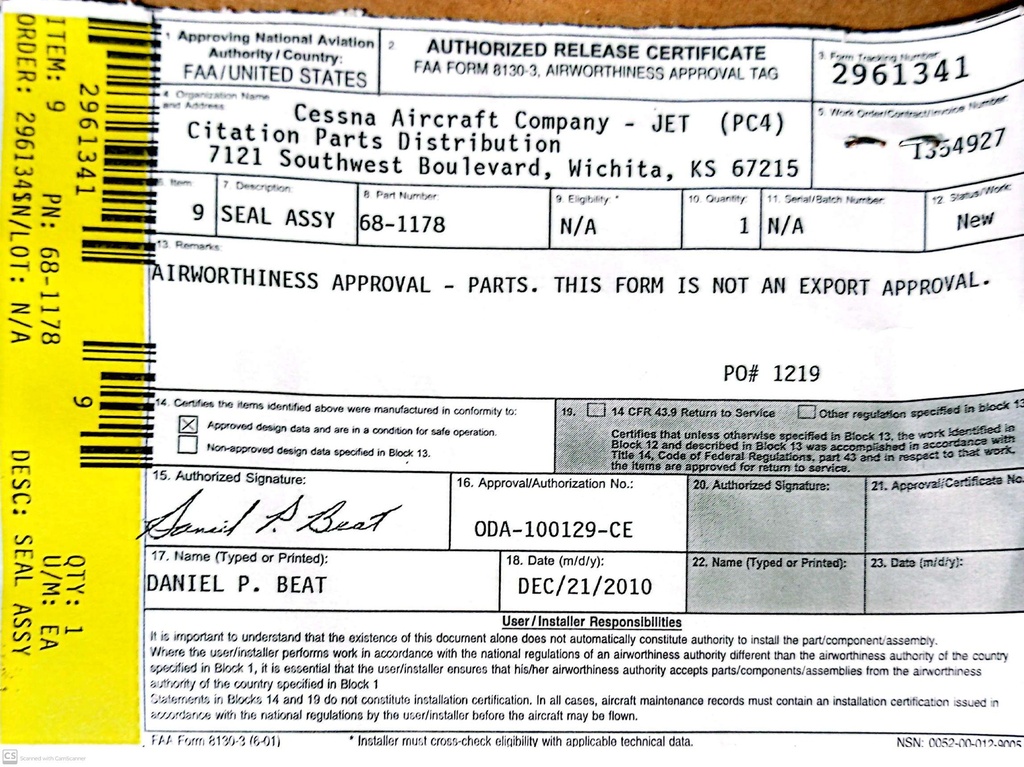 ITEM: 9 PN: 68-1178 DESC: SEAL ASSY
ORDER: 2961341 SN/LOT: N/A QTY: 1 U/M: EA
2961341
9
1 Approving National Aviation
Authority / Country:
FAA/UNITED STATES
2 AUTHORIZED RELEASE CERTIFICATE
FAA FORM 8130-3, AIRWORTHINESS APPROVAL TAG
3. Form Tracking Number:
2961341
4 Organization Name
and Address
Cessna Aircraft Company - JET (PC4)
Citation Parts Distribution
7121 Southwest Boulevard, Wichita, KS 67215
5. Work Order/Contract/Invoice Number:
1354927
6. Item
9
7 Description:
SEAL ASSY
8. Part Number:
68-1178
9. Eligibility: *
N/A
10. Quantity:
1
11. Serial/Batch Number:
N/A
12. Status/Work:
New
13. Remarks:
AIRWORTHINESS APPROVAL - PARTS. THIS FORM IS NOT AN EXPORT APPROVAL.
PO# 1219
14. Certifies the items identified above were manufactured in conformity to:
Approved design data and are in a condition for safe operation.
Non-approved design data specified in Block 13.
19. 14 CFR 43.9 Return to Service Other regulation specified in block 13
Certifies that unless otherwise specified in Block 13, the work identified in
Block 12 and described in Block 13 was accomplished in accordance with
Title 14, Code of Federal Regulations, part 43 and in respect to that work,
the items are approved for return to service.
15. Authorized Signature:
Daniel P. Beat
16. Approval/Authorization No.:
ODA-100129-CE
20. Authorized Signature:
21. Approval/Certificate No.
17. Name (Typed or Printed):
DANIEL P. BEAT
18. Date (m/d/y):
DEC/21/2010
22. Name (Typed or Printed):
23. Date (m/d/y):
User/Installer Responsibilities
It is important to understand that the existence of this document alone does not automatically constitute authority to install the part/component/assembly.
Where the user/installer performs work in accordance with the national regulations of an airworthiness authority different than the airworthiness authority of the country
specified in Block 1, it is essential that the user/installer ensures that his/her airworthiness authority accepts parts/components/assemblies from the airworthiness
authority of the country specified in Block 1
Statements in Blocks 14 and 19 do not constitute installation certification. In all cases, aircraft maintenance records must contain an installation certification issued in
accordance with the national regulations by the user/installer before the aircraft may be flown.
FAA Form 8130-3 (6-01)
* Installer must cross-check eligibility with applicable technical data.
NSN: 0052-00-012-9005
CS Scanned with CamScanner